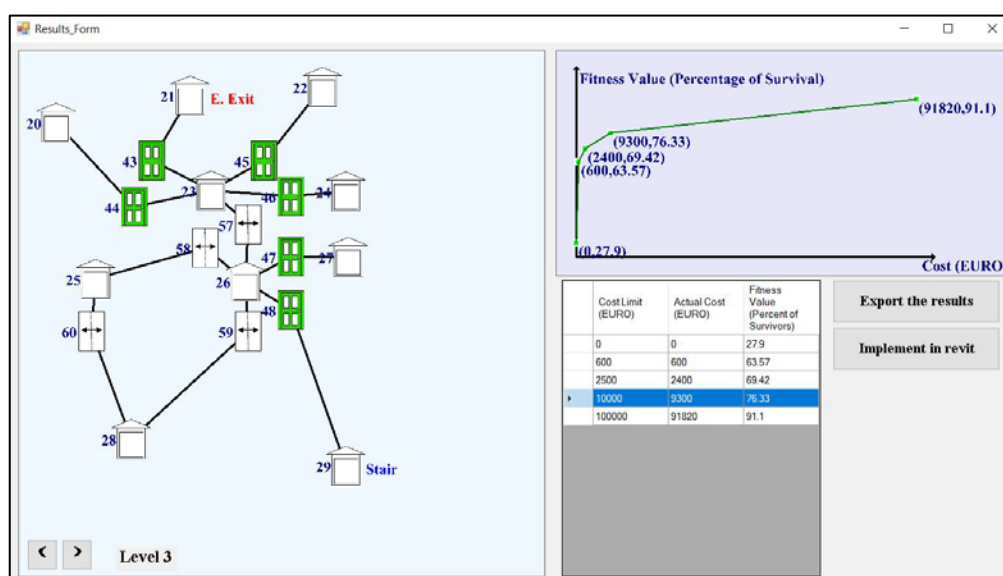 Results_Form
22
21
E. Exit
20
43
45
23
46
24
44
57
58
47
27
25
26
48
60
59
28
29
Stair
Level 3
Fitness Value (Percentage of Survival)
(91820,91.1)
(9300,76.33)
(2400,69.42)
(600,63.57)
(0,27.9)
Cost (EURO)
Cost Limit
(EURO)
Actual Cost
(EURO)
Fitness
Value
(Percent of
Survivors)
0 0 27.9
600 600 63.57
2500 2400 69.42
10000 9300 76.33
100000 91820 91.1
Export the results
Implement in revit